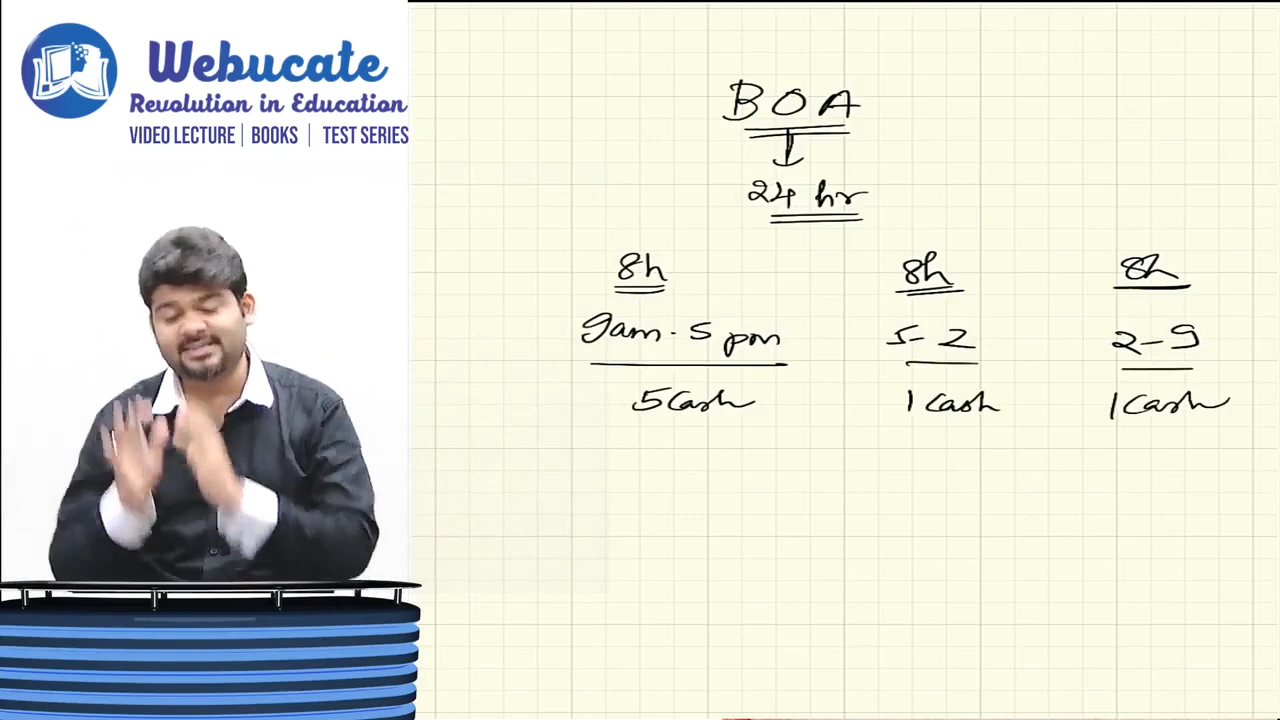 Webucate
Revolution in Education
VIDEO LECTURE | BOOKS | TEST SERIES
BOA
24 hr
8h 8h 8h
9am - 5 pm 5-2 2-9
5 Cash 1 Cash 1 Cash